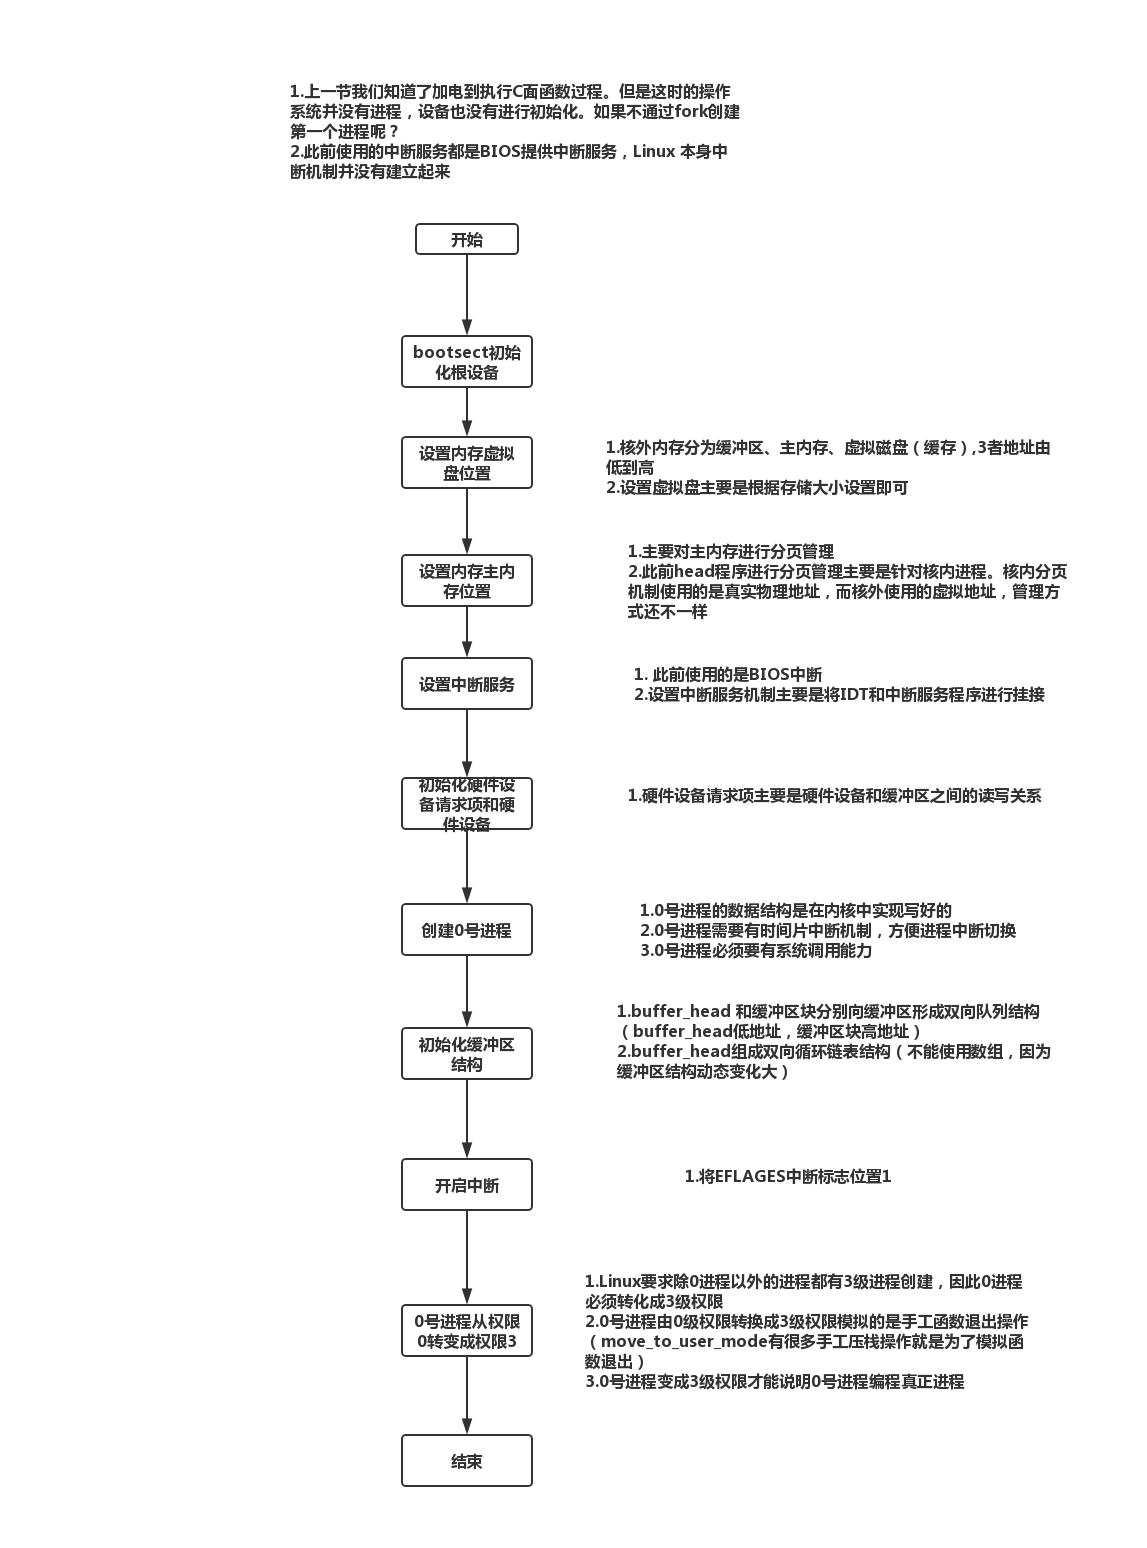 1.上一节我们知道了加电到执行C面函数过程。但是这时的操作
系统并没有进程，设备也没有进行初始化。如果不通过fork创建
第一个进程呢？
2.此前使用的中断服务都是BIOS提供中断服务，Linux 本身中
断机制并没有建立起来
开始
bootsect初始
化根设备
设置内存虚拟
盘位置
1.核外内存分为缓冲区、主内存、虚拟磁盘（缓存）,3者地址由
低到高
2.设置虚拟盘主要是根据存储大小设置即可
设置内存主内
存位置
1.主要对主内存进行分页管理
2.此前head程序进行分页管理主要是针对核内进程。核内分页
机制使用的是真实物理地址，而核外使用的虚拟地址，管理方
式还不一样
设置中断服务
1. 此前使用的是BIOS中断
2.设置中断服务机制主要是将IDT和中断服务程序进行挂接
初始化硬件设
备请求项和硬
件设备
1.硬件设备请求项主要是硬件设备和缓冲区之间的读写关系
创建0号进程
1.0号进程的数据结构是在内核中实现写好的
2.0号进程需要有时间片中断机制，方便进程中断切换
3.0号进程必须要有系统调用能力
初始化缓冲区
结构
1.buffer_head 和缓冲区块分别向缓冲区形成双向队列结构
（buffer_head低地址，缓冲区块高地址）
2.buffer_head组成双向循环链表结构（不能使用数组，因为
缓冲区结构动态变化大）
开启中断
1.将EFLAGES中断标志位置1
0号进程从权限
0转变成权限3
1.Linux要求除0进程以外的进程都有3级进程创建，因此0进程
必须转化成3级权限
2.0号进程由0级权限转换成3级权限模拟的是手工函数退出操作
（move_to_user_mode有很多手工压栈操作就是为了模拟函
数退出）
3.0号进程变成3级权限才能说明0号进程编程真正进程
结束